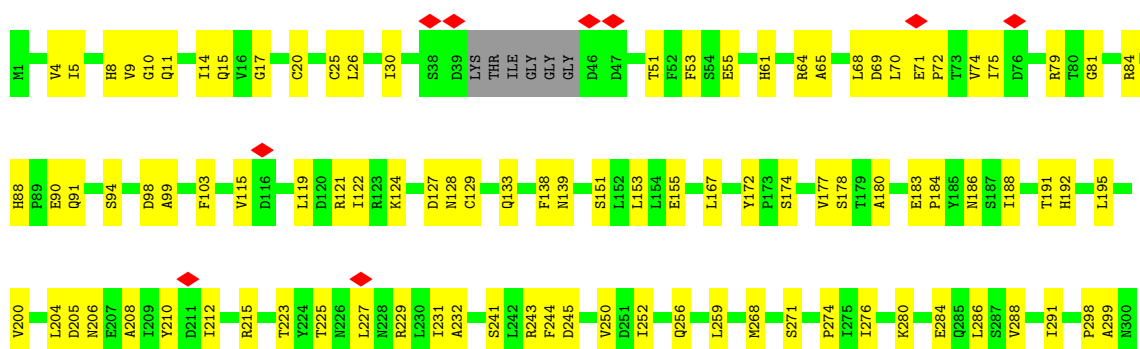 M1 V4 I5 H8 V9 G10 Q11 I14 Q15 V16 G17 C20 C25 L26 I30 S38 D39 LYS THR ILE GLY GLY GLY D46 D47 T51 F52 F53 S54 E55 H61 R64 A65 L68 D69 L70 E71 P72 T73 V74 I75 D76 R79 T80 G81 R84
H88 P89 E90 Q91 S94 D98 A99 F103 V115 D116 L119 D120 R121 I122 R123 K124 D127 N128 C129 Q133 F138 N139 S151 L152 L153 L154 E155 L167 Y172 P173 S174 V177 S178 T179 A180 E183 P184 Y185 N186 S187 I188 T191 H192 L195
V200 L204 D205 N206 E207 A208 I209 Y210 D211 I212 R215 T223 Y224 T225 N226 L227 N228 R229 L230 I231 A232 S241 L242 R243 F244 D245 V250 D251 I252 Q256 L259 M268 S271 P274 I275 I276 K280 E284 Q285 L286 S287 V288 I291 P298 A299 N300